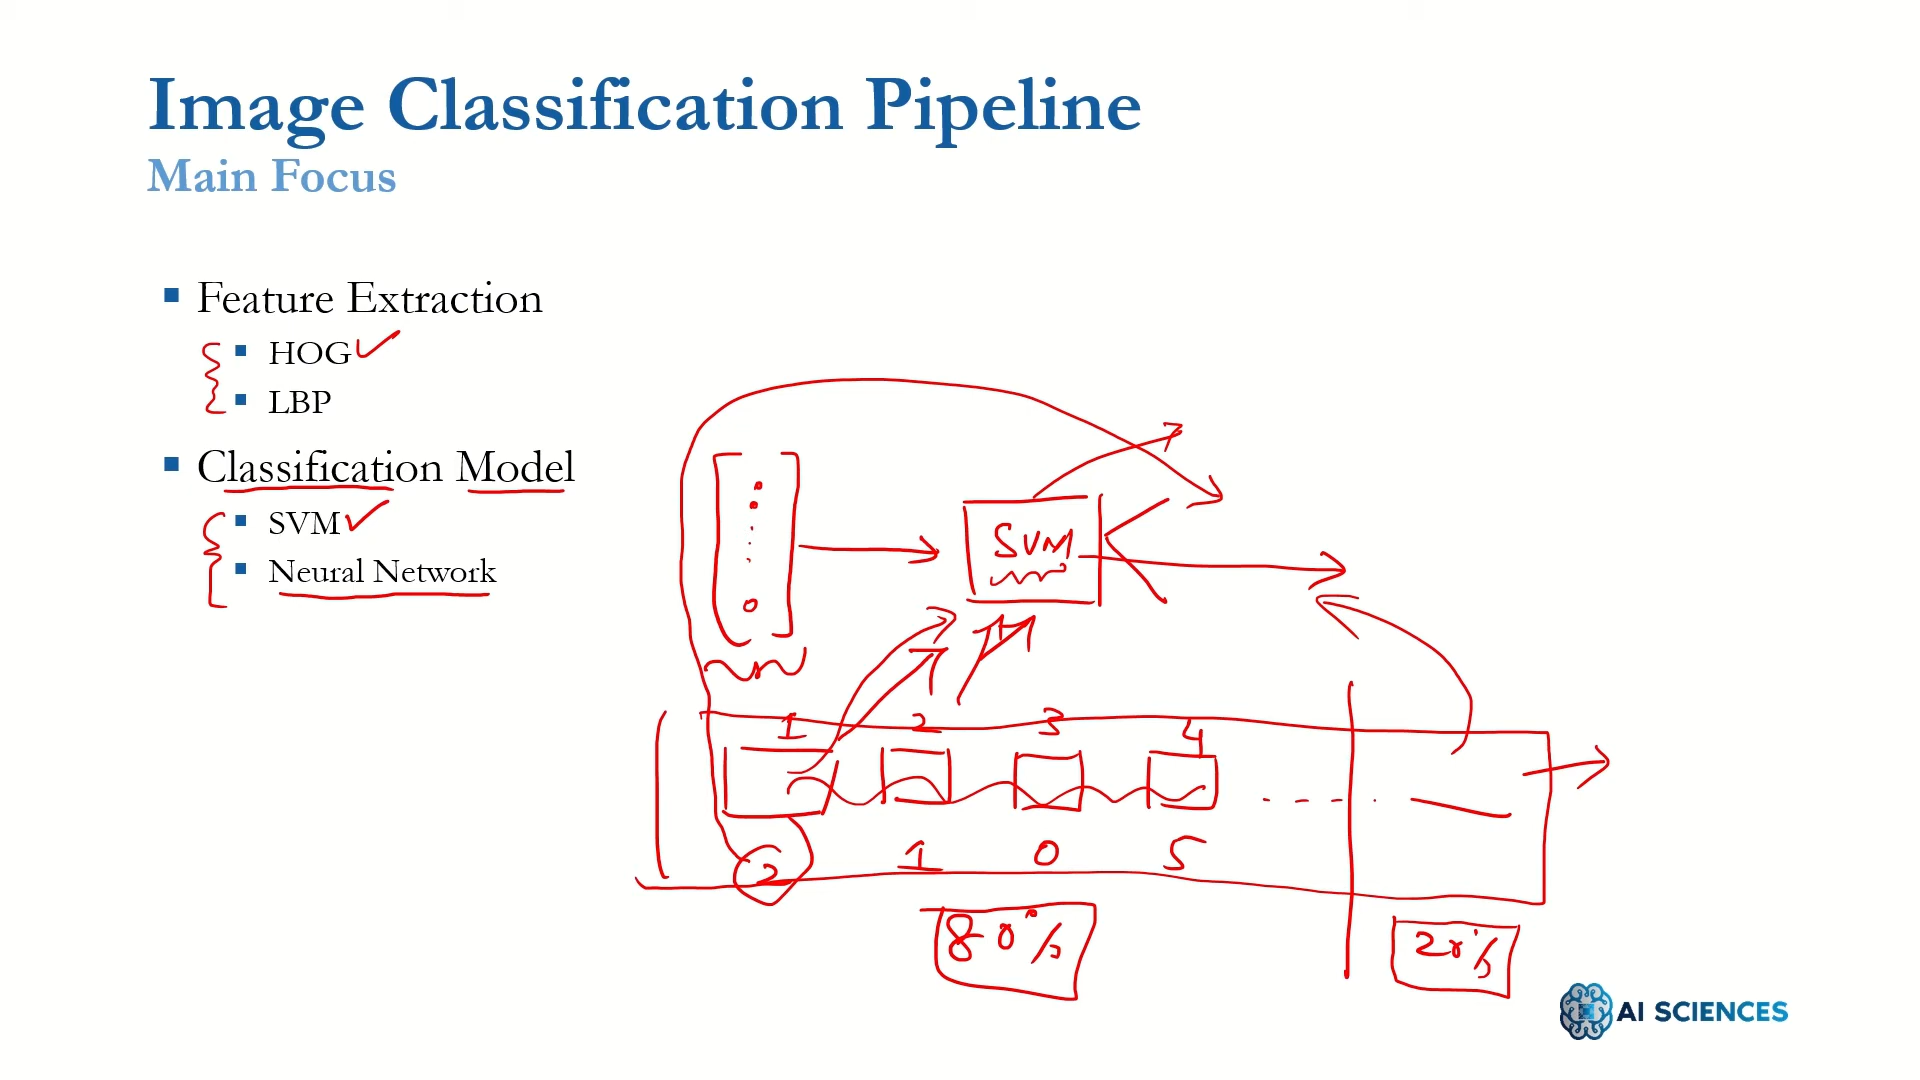 Image Classification Pipeline
Main Focus
Feature Extraction
HOG
LBP
Classification Model
SVM
Neural Network
SVM
1 2 3 4
2 1 0 5
80%
20%
AI SCIENCES